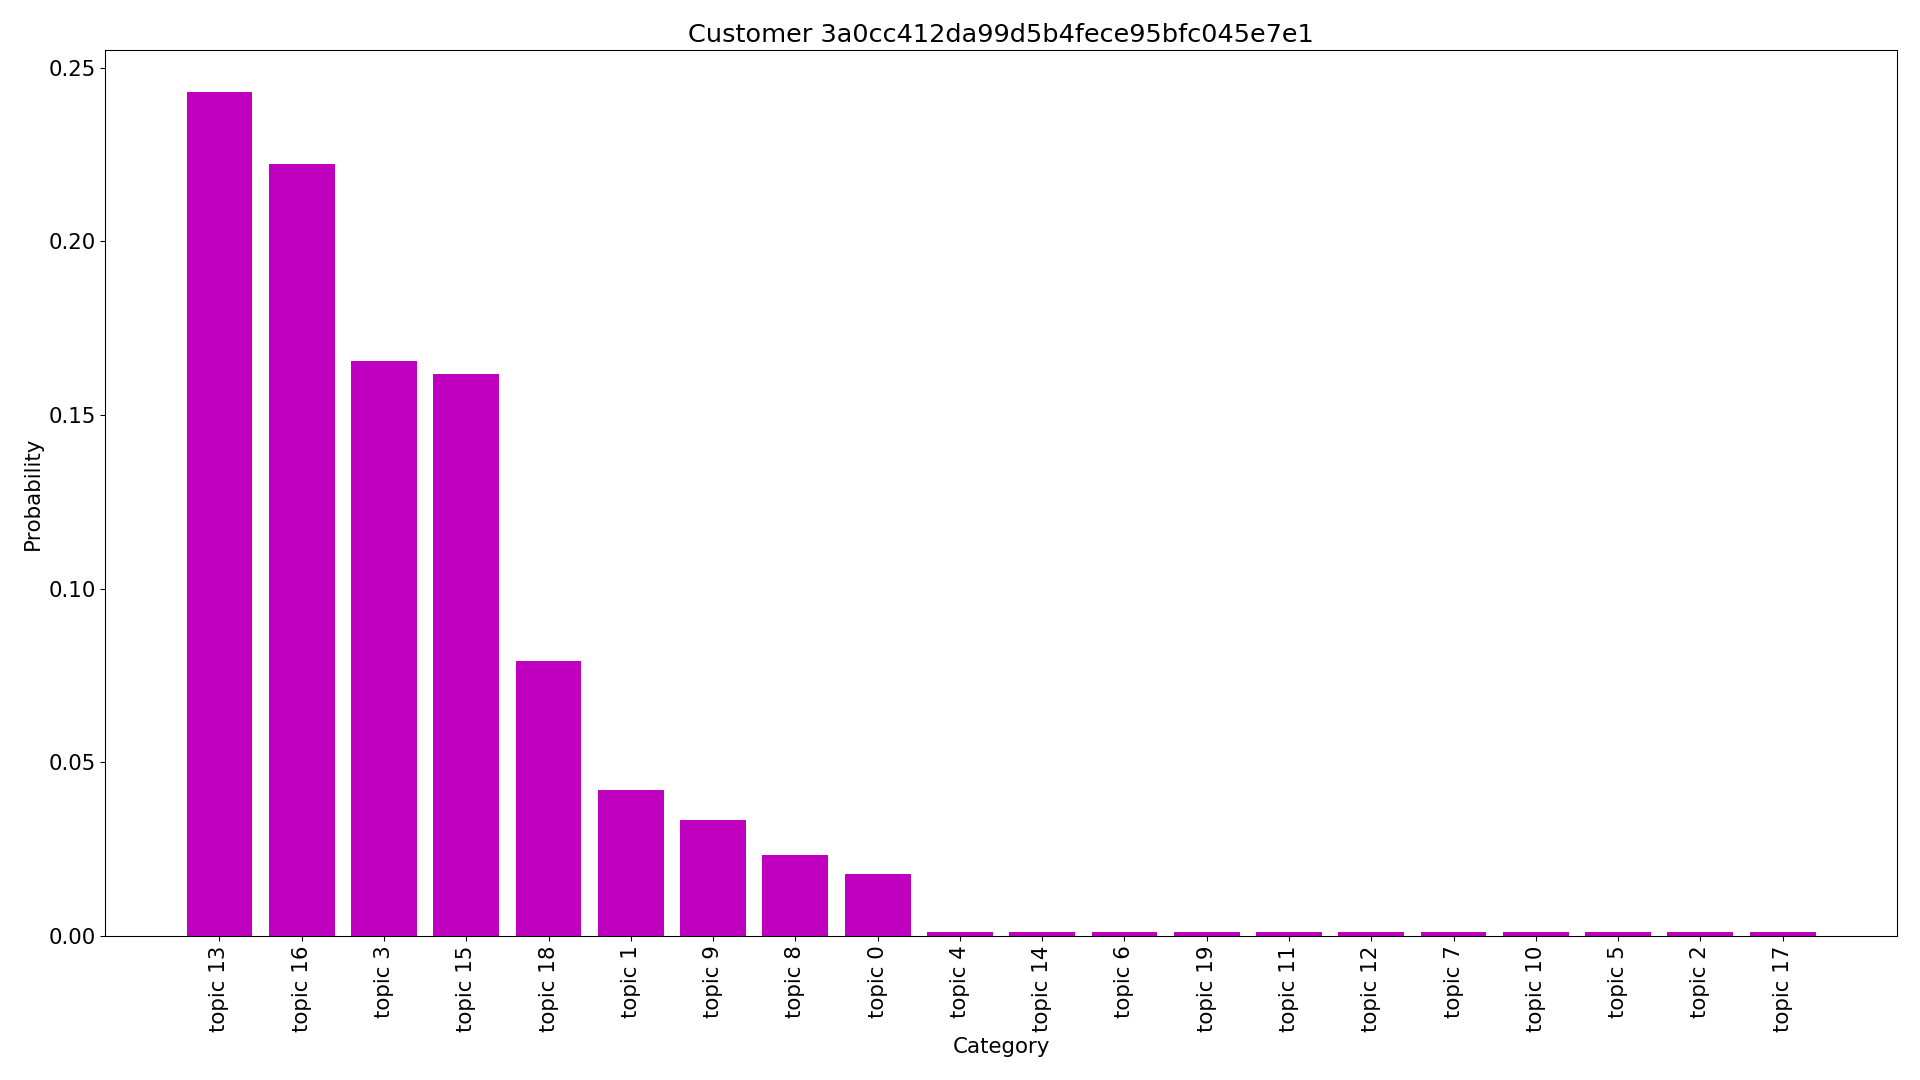 Customer 3a0cc412da99d5b4fece95bfc045e7e1
0.25
0.20
0.15
0.10
0.05
0.00
Probability
topic 13
topic 16
topic 3
topic 15
topic 18
topic 1
topic 9
topic 8
topic 0
topic 4
topic 14
topic 6
topic 19
topic 11
topic 12
topic 7
topic 10
topic 5
topic 2
topic 17
Category